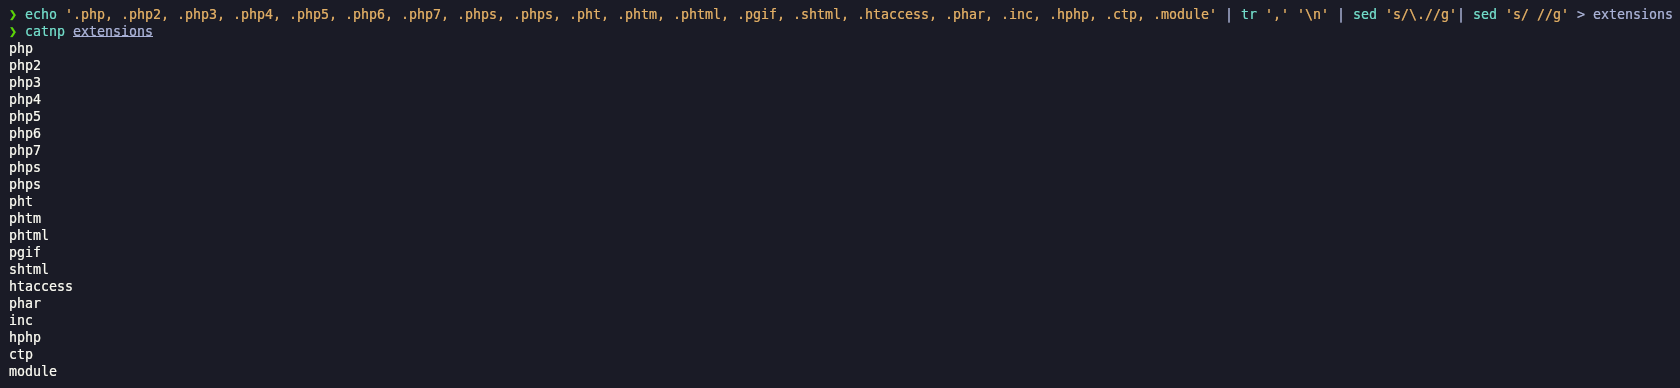 ❯ echo '.php, .php2, .php3, .php4, .php5, .php6, .php7, .phps, .phps, .pht, .phtm, .phtml, .pgif, .shtml, .htaccess, .phar, .inc, .hphp, .ctp, .module' | tr ',' '\n' | sed 's/\.//g'| sed 's/ //g' > extensions
❯ catnp extensions
php
php2
php3
php4
php5
php6
php7
phps
phps
pht
phtm
phtml
pgif
shtml
htaccess
phar
inc
hphp
ctp
module